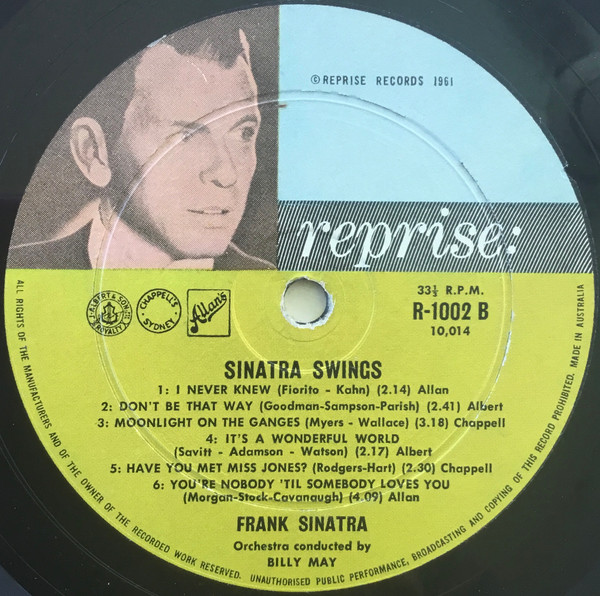 © REPRISE RECORDS 1961
reprise:
J. ALBERT & SON PTY LTD
ROYALTY
CHAPPELL'S
SYDNEY
Allan's
33⅓ R.P.M.
R-1002 B
10,014
SINATRA SWINGS
1: I NEVER KNEW (Fiorito - Kahn) (2.14) Allan
2: DON'T BE THAT WAY (Goodman-Sampson-Parish) (2.41) Albert
3: MOONLIGHT ON THE GANGES (Myers - Wallace) (3.18) Chappell
4: IT'S A WONDERFUL WORLD
(Savitt - Adamson - Watson) (2.17) Albert
5: HAVE YOU MET MISS JONES? (Rodgers-Hart) (2.30) Chappell
6: YOU'RE NOBODY 'TIL SOMEBODY LOVES YOU
(Morgan-Stock-Cavanaugh) (4.09) Allan
FRANK SINATRA
Orchestra conducted by
BILLY MAY
ALL RIGHTS OF THE MANUFACTURERS AND OF THE OWNER OF THE RECORDED WORK RESERVED. UNAUTHORISED PUBLIC PERFORMANCE, BROADCASTING AND COPYING OF THIS RECORD PROHIBITED. MADE IN AUSTRALIA